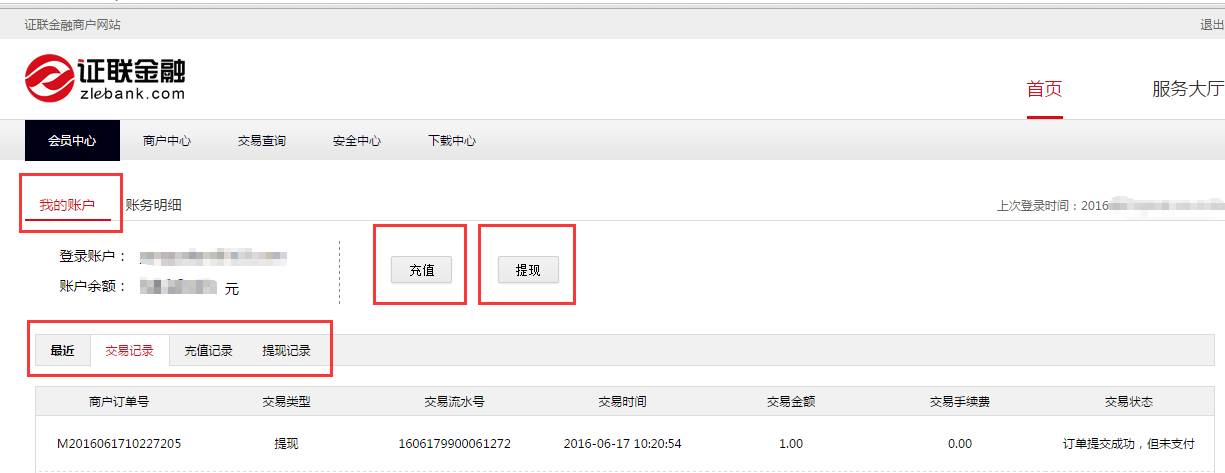 证联金融商户网站 退出
证联金融
zlebank.com
首页 服务大厅
会员中心 商户中心 交易查询 安全中心 下载中心
我的账户 账务明细 上次登录时间：2016
登录账户：
账户余额： 元
充值 提现
最近 交易记录 充值记录 提现记录
商户订单号 交易类型 交易流水号 交易时间 交易金额 交易手续费 交易状态
M2016061710227205 提现 1606179900061272 2016-06-17 10:20:54 1.00 0.00 订单提交成功，但未支付